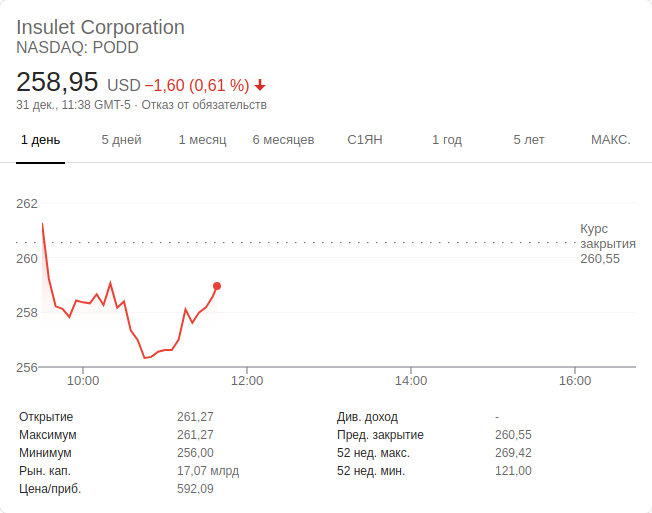 Insulet Corporation
NASDAQ: PODD
258,95 USD −1,60 (0,61 %)
31 дек., 11:38 GMT-5 · Отказ от обязательств
1 день 5 дней 1 месяц 6 месяцев С1ЯН 1 год 5 лет МАКС.
262
Курс
закрытия
260,55
260
258
256
10:00 12:00 14:00 16:00
Открытие 261,27 Див. доход -
Максимум 261,27 Пред. закрытие 260,55
Минимум 256,00 52 нед. макс. 269,42
Рын. кап. 17,07 млрд 52 нед. мин. 121,00
Цена/приб. 592,09